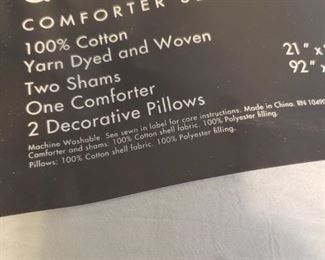 COMFORTER
100% Cotton
Yarn Dyed and Woven
Two Shams 21" x
One Comforter 92" x
2 Decorative Pillows
Machine Washable. See sewn in label for care instructions. Made in China. RN 10490
Comforter and shams: 100% Cotton shell fabric. 100% Polyester filling.
Pillows: 100% Cotton shell fabric. 100% Polyester filling.